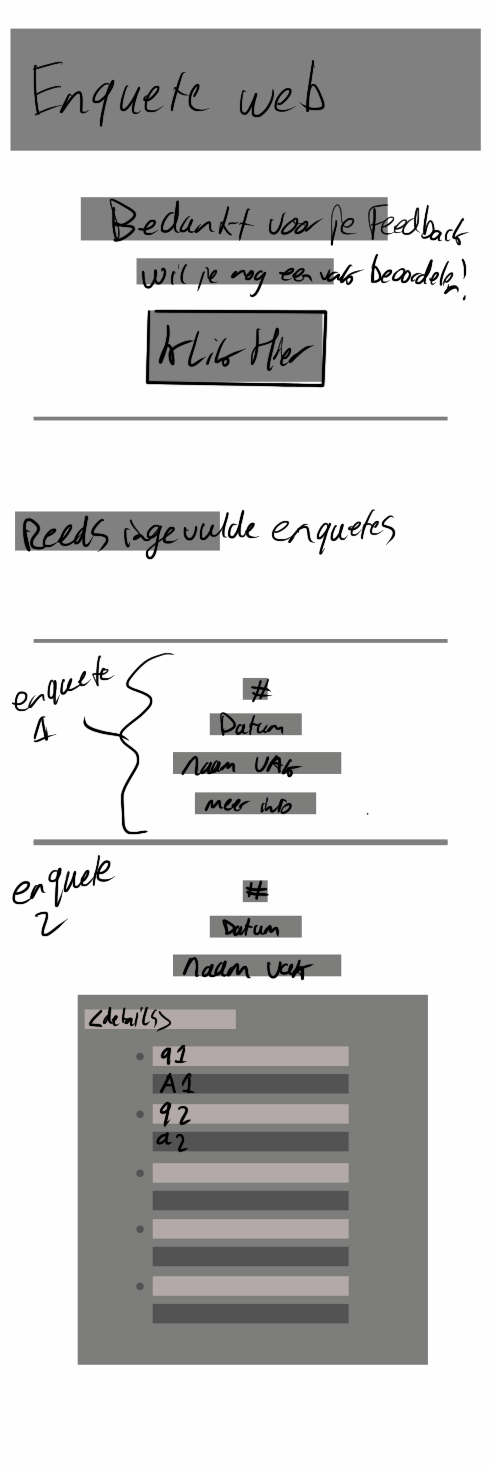 Enquete web
Bedankt voor je Feedback
wil je nog een vak beoordelen?
Klik Hier
Reeds ingevulde enquetes
enquete
1
#
Datum
naam VAk
meer info
enquete
2
#
Datum
naam vak
<details>
q1
A1
q2
a2